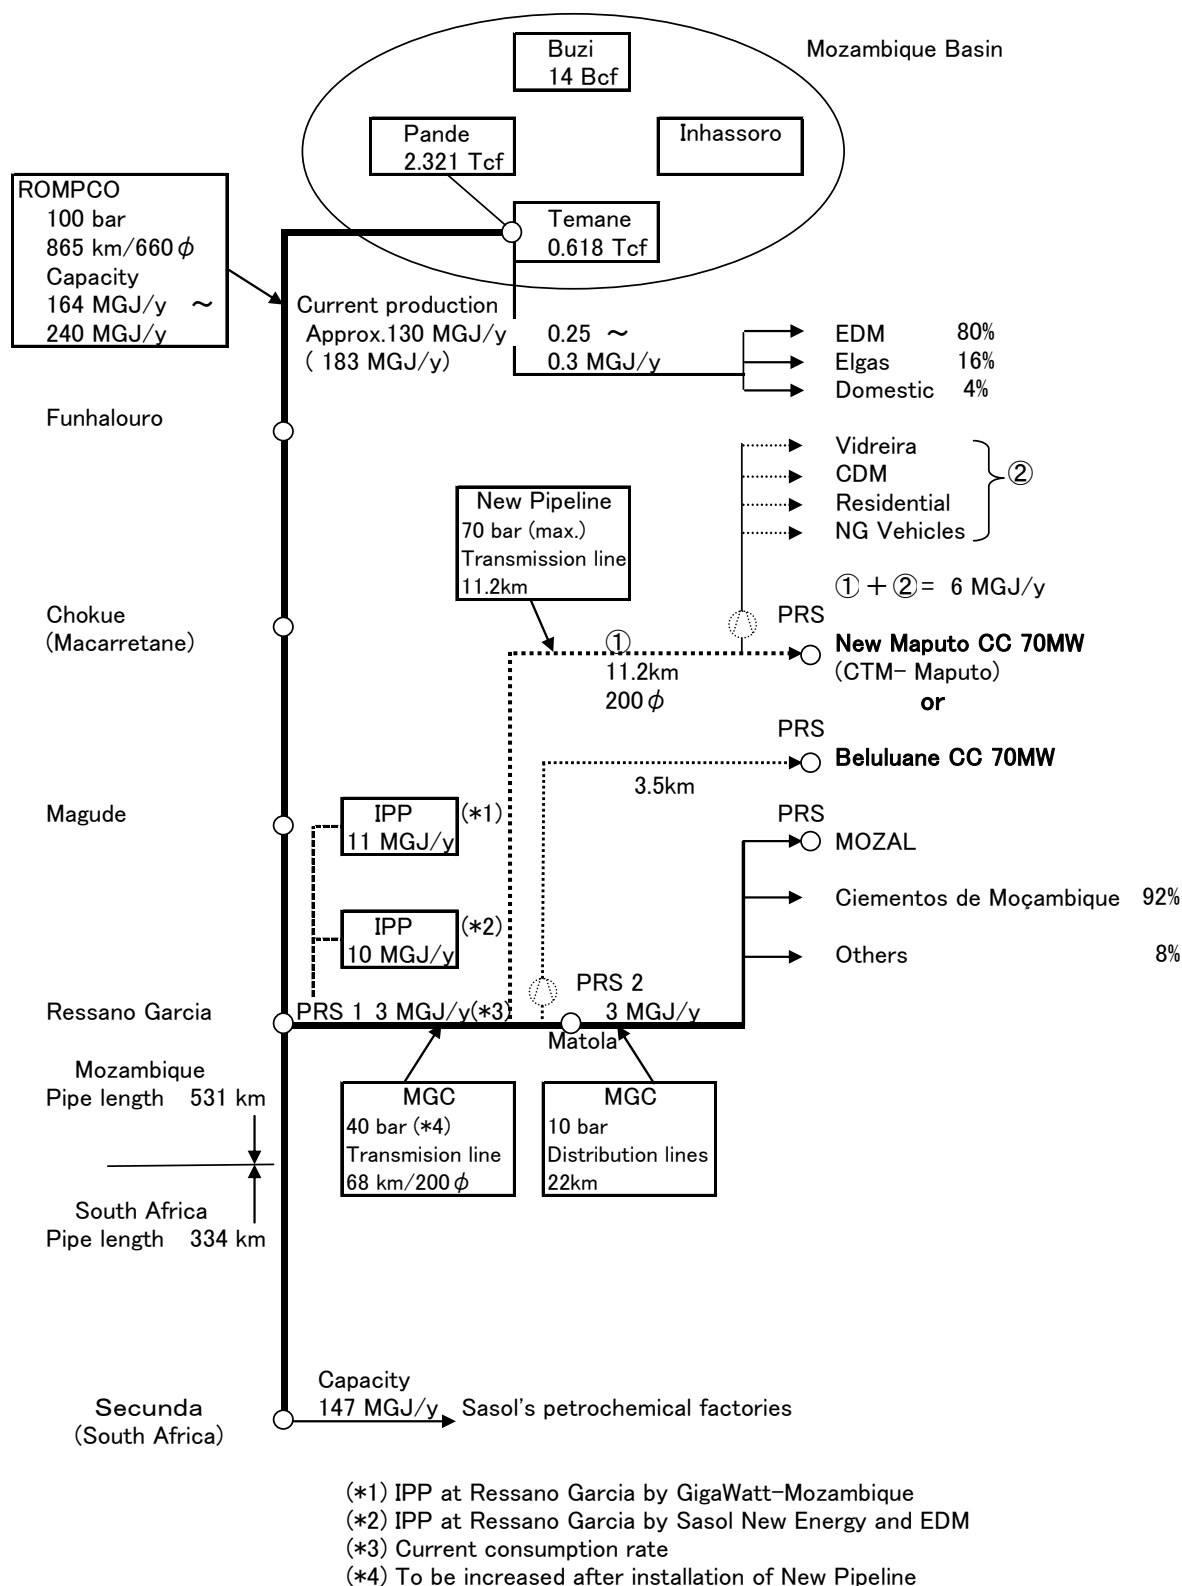 Buzi
14 Bcf
Mozambique Basin
Pande
2.321 Tcf
Inhassoro
ROMPCO
100 bar
865 km/660φ
Capacity
164 MGJ/y ~
240 MGJ/y
Temane
0.618 Tcf
Current production
Approx.130 MGJ/y
( 183 MGJ/y)
0.25 ~
0.3 MGJ/y
EDM 80%
Elgas 16%
Domestic 4%
Funhalouro
Vidreira
CDM
Residential
NG Vehicles
②
New Pipeline
70 bar (max.)
Transmission line
11.2km
①+②= 6 MGJ/y
Chokue
(Macarretane)
PRS
①
11.2km
200φ
New Maputo CC 70MW
(CTM- Maputo)
or
PRS
Beluluane CC 70MW
3.5km
Magude
IPP
11 MGJ/y
(*1)
PRS
MOZAL
Ciementos de Moçambique 92%
IPP
10 MGJ/y
(*2)
Others 8%
Ressano Garcia
PRS 1 3 MGJ/y(*3)
PRS 2
3 MGJ/y
Matola
Mozambique
Pipe length 531 km
MGC
40 bar (*4)
Transmision line
68 km/200φ
MGC
10 bar
Distribution lines
22km
South Africa
Pipe length 334 km
Capacity
147 MGJ/y
Sasol's petrochemical factories
Secunda
(South Africa)
(*1) IPP at Ressano Garcia by GigaWatt-Mozambique
(*2) IPP at Ressano Garcia by Sasol New Energy and EDM
(*3) Current consumption rate
(*4) To be increased after installation of New Pipeline